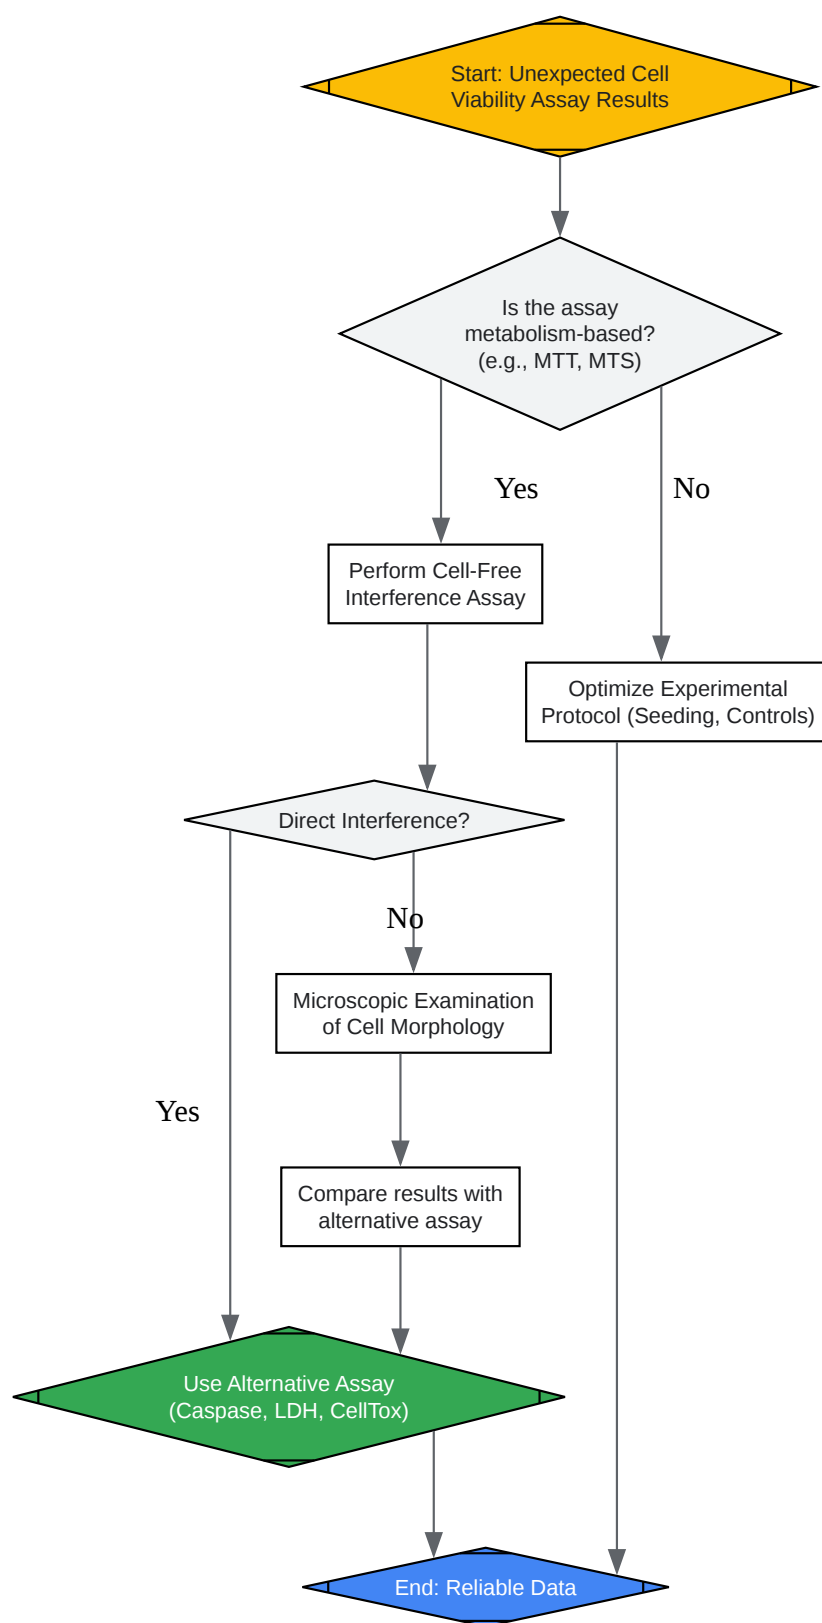 Start: Unexpected Cell
Viability Assay Results
Is the assay
metabolism-based?
(e.g., MTT, MTS)
Yes
No
Perform Cell-Free
Interference Assay
Optimize Experimental
Protocol (Seeding, Controls)
Direct Interference?
No
Microscopic Examination
of Cell Morphology
Yes
Compare results with
alternative assay
Use Alternative Assay
(Caspase, LDH, CellTox)
End: Reliable Data